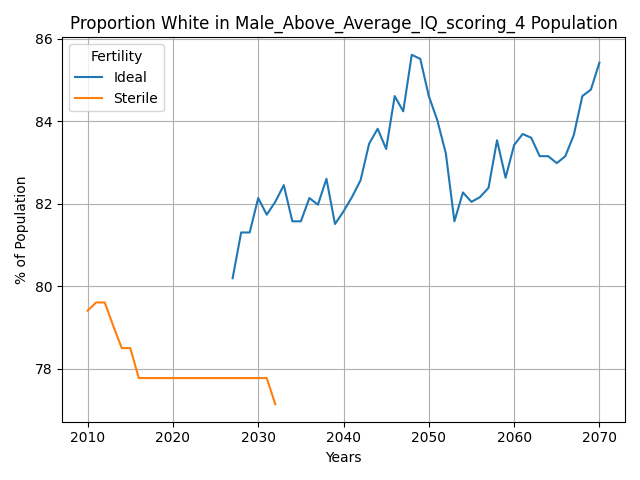 Proportion White in Male_Above_Average_IQ_scoring_4 Population
Fertility
Ideal
Sterile
% of Population
86
84
82
80
78
2010 2020 2030 2040 2050 2060 2070
Years